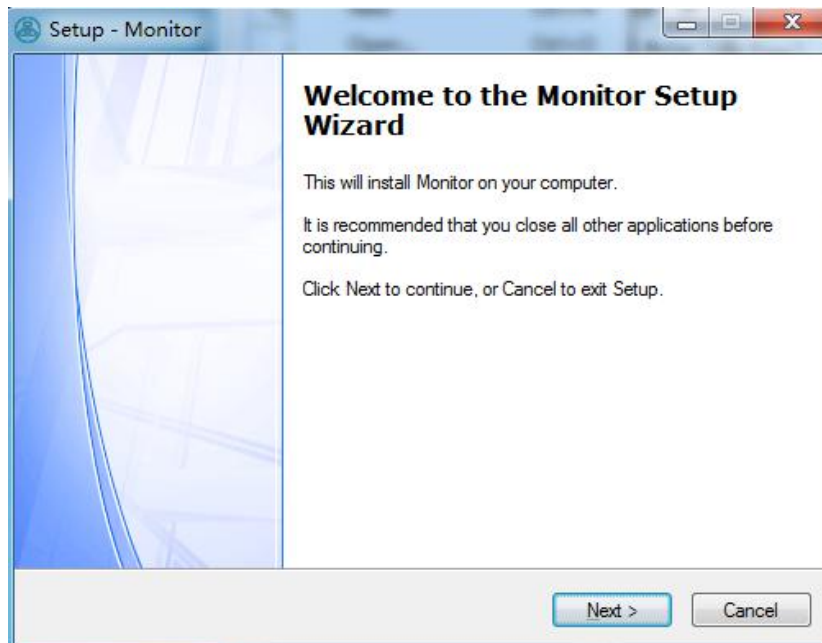 Setup - Monitor
Welcome to the Monitor Setup
Wizard
This will install Monitor on your computer.
It is recommended that you close all other applications before
continuing.
Click Next to continue, or Cancel to exit Setup.
Next >
Cancel